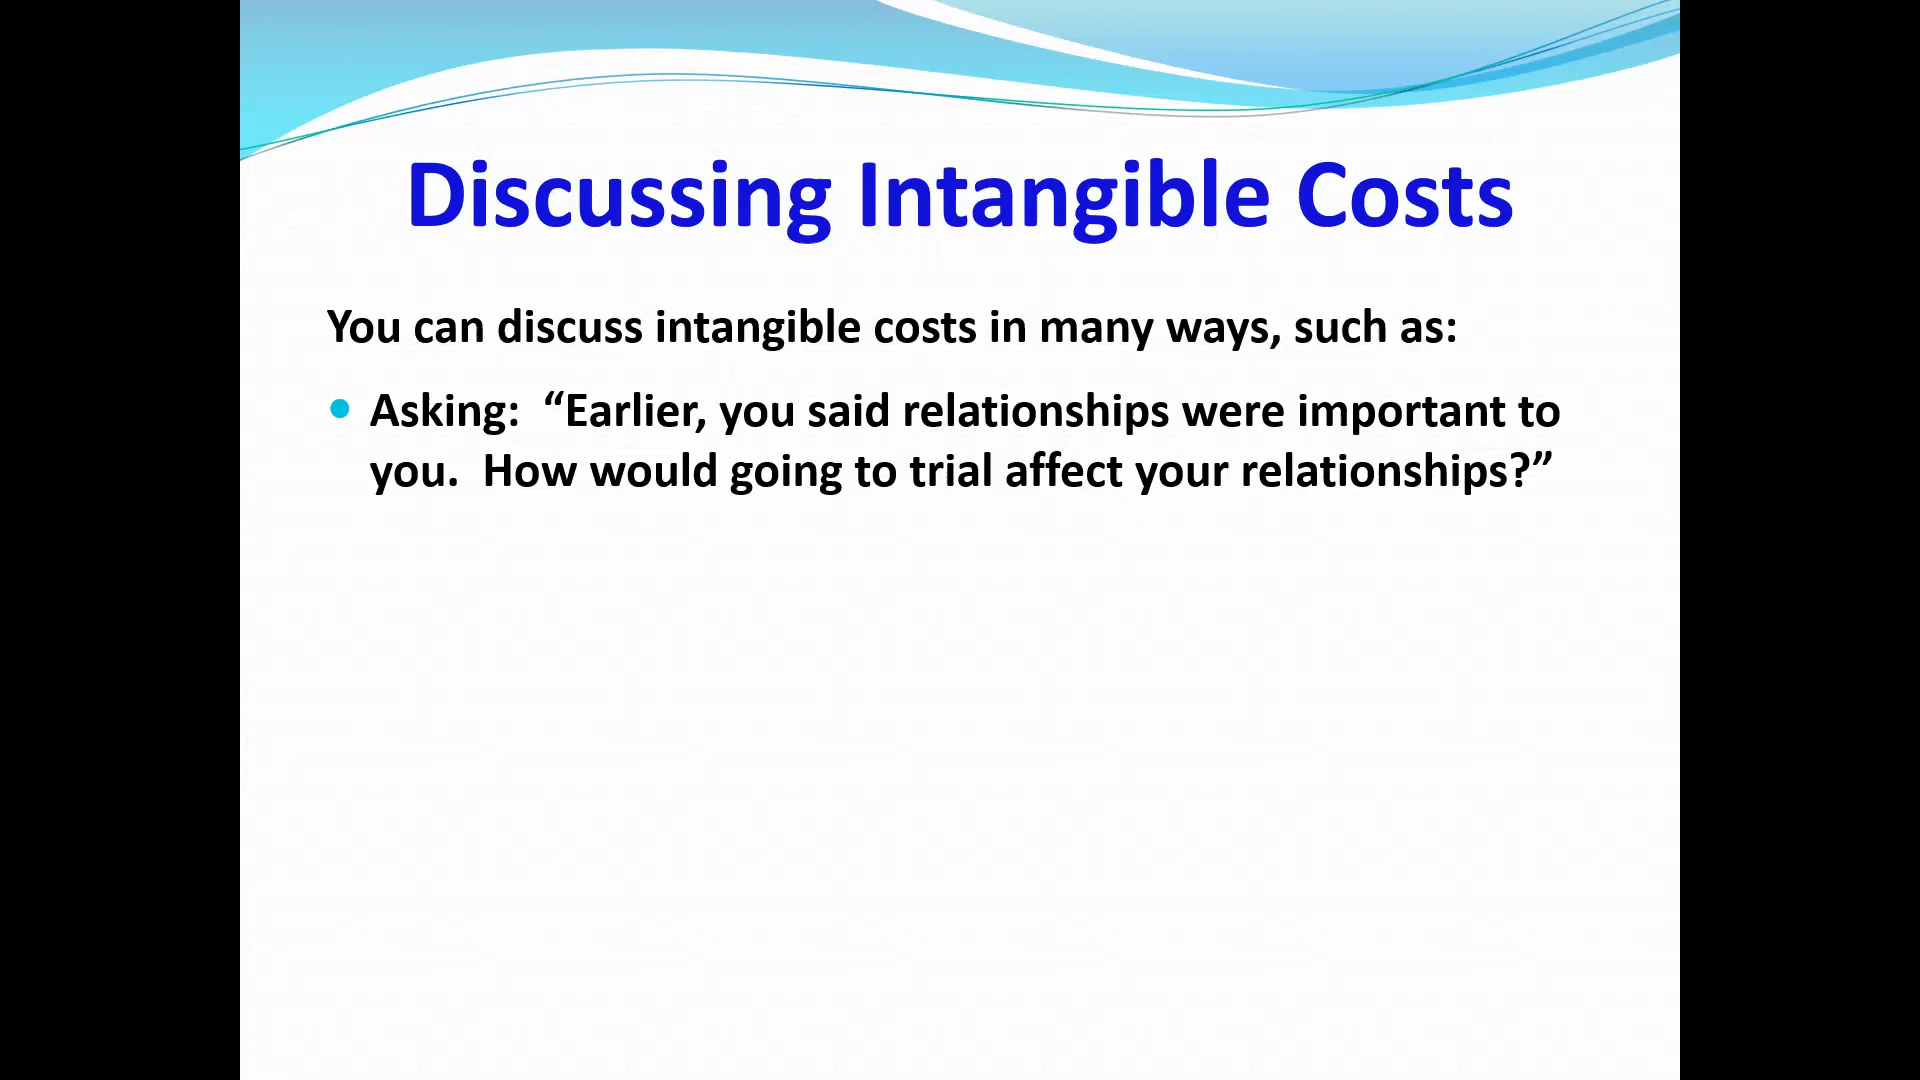 Discussing Intangible Costs
You can discuss intangible costs in many ways, such as:
• Asking:  “Earlier, you said relationships were important to
you.  How would going to trial affect your relationships?”